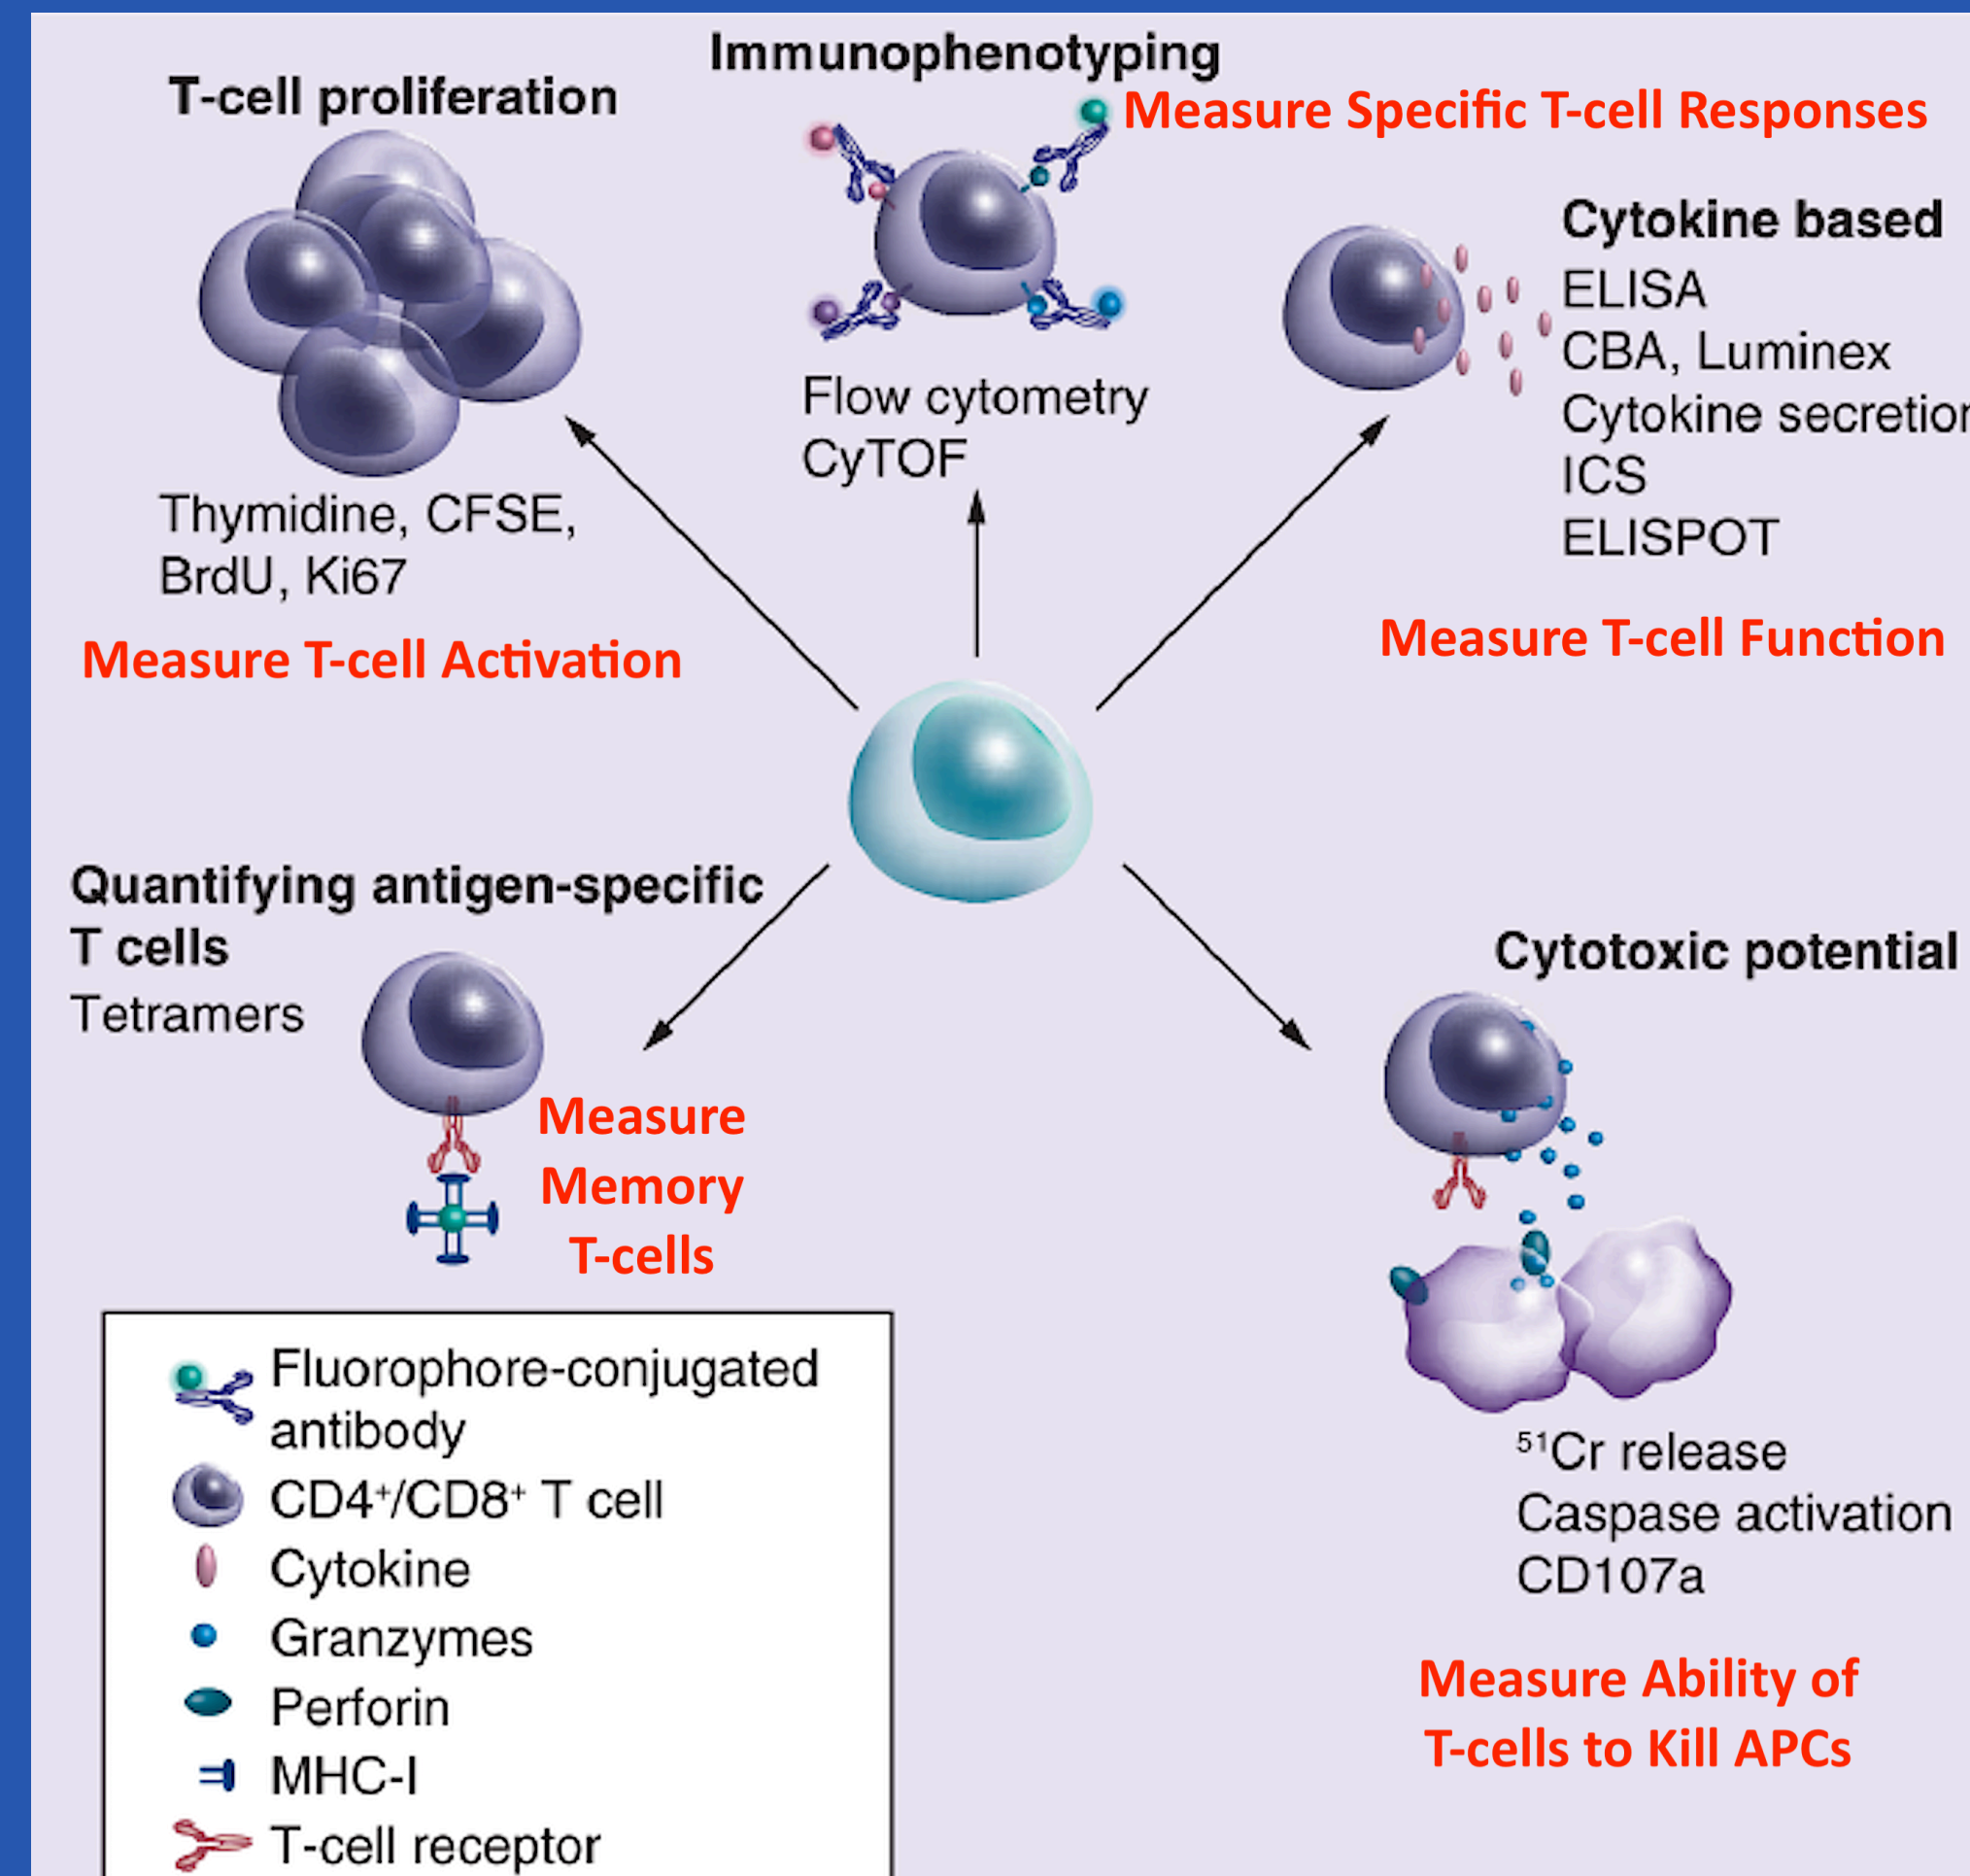 Immunophenotyping
Measure Specific T-cell Responses
Flow cytometry
CyTOF
T-cell proliferation
Thymidine, CFSE,
BrdU, Ki67
Measure T-cell Activation
Cytokine based
ELISA
CBA, Luminex
Cytokine secretion
ICS
ELISPOT
Measure T-cell Function
Quantifying antigen-specific
T cells
Tetramers
Measure
Memory
T-cells
Cytotoxic potential
⁵¹Cr release
Caspase activation
CD107a
Measure Ability of
T-cells to Kill APCs
Fluorophore-conjugated
antibody
CD4⁺/CD8⁺ T cell
Cytokine
Granzymes
Perforin
MHC-I
T-cell receptor